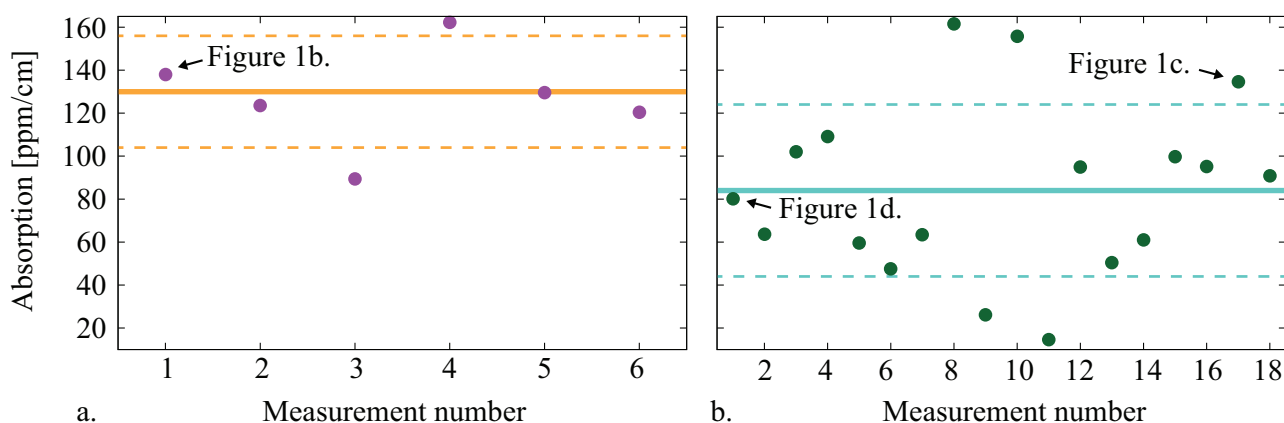 Absorption [ppm/cm]
160
140
120
100
80
60
40
20
Figure 1b.
1 2 3 4 5 6
a. Measurement number
Figure 1c.
Figure 1d.
2 4 6 8 10 12 14 16 18
b. Measurement number